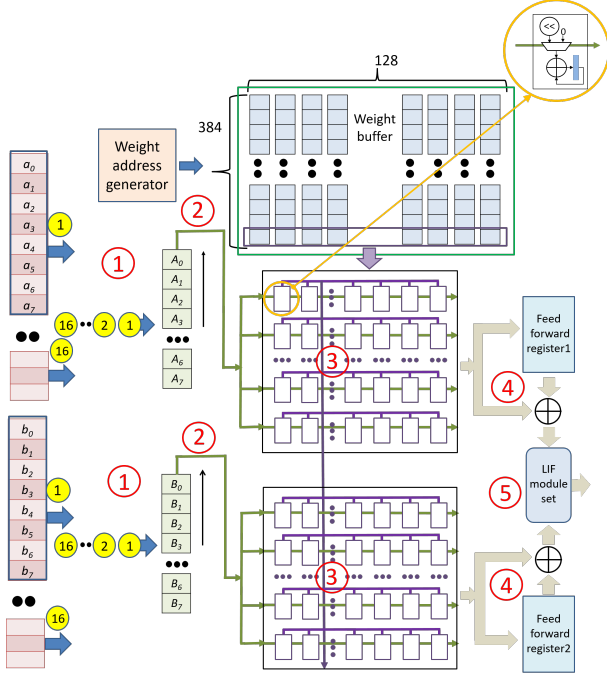 128
<<
0
384
Weight
buffer
Weight
address
generator
a0
a1
a2
a3
a4
a5
a6
a7
1
16
2
1
16
1
2
A0
A1
A2
A3
A6
A7
3
Feed
forward
register1
4
LIF
module
set
5
b0
b1
b2
b3
b4
b5
b6
b7
1
16
2
1
16
1
2
B0
B1
B2
B3
B6
B7
3
4
Feed
forward
register2